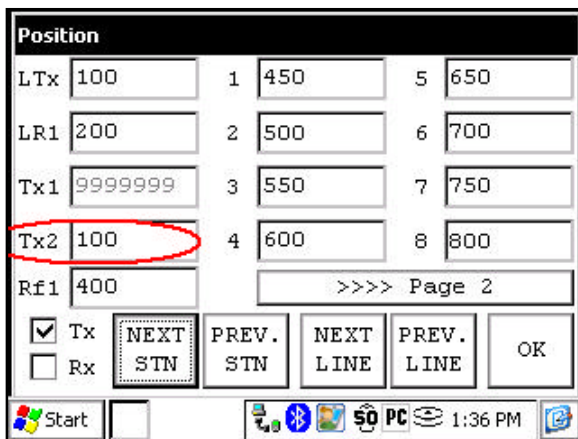 Position
LTx 100 1 450 5 650
LR1 200 2 500 6 700
Tx1 9999999 3 550 7 750
Tx2 100 4 600 8 800
Rf1 400 >>>> Page 2
Tx
Rx
NEXT STN
PREV. STN
NEXT LINE
PREV. LINE
OK
Start PC 1:36 PM